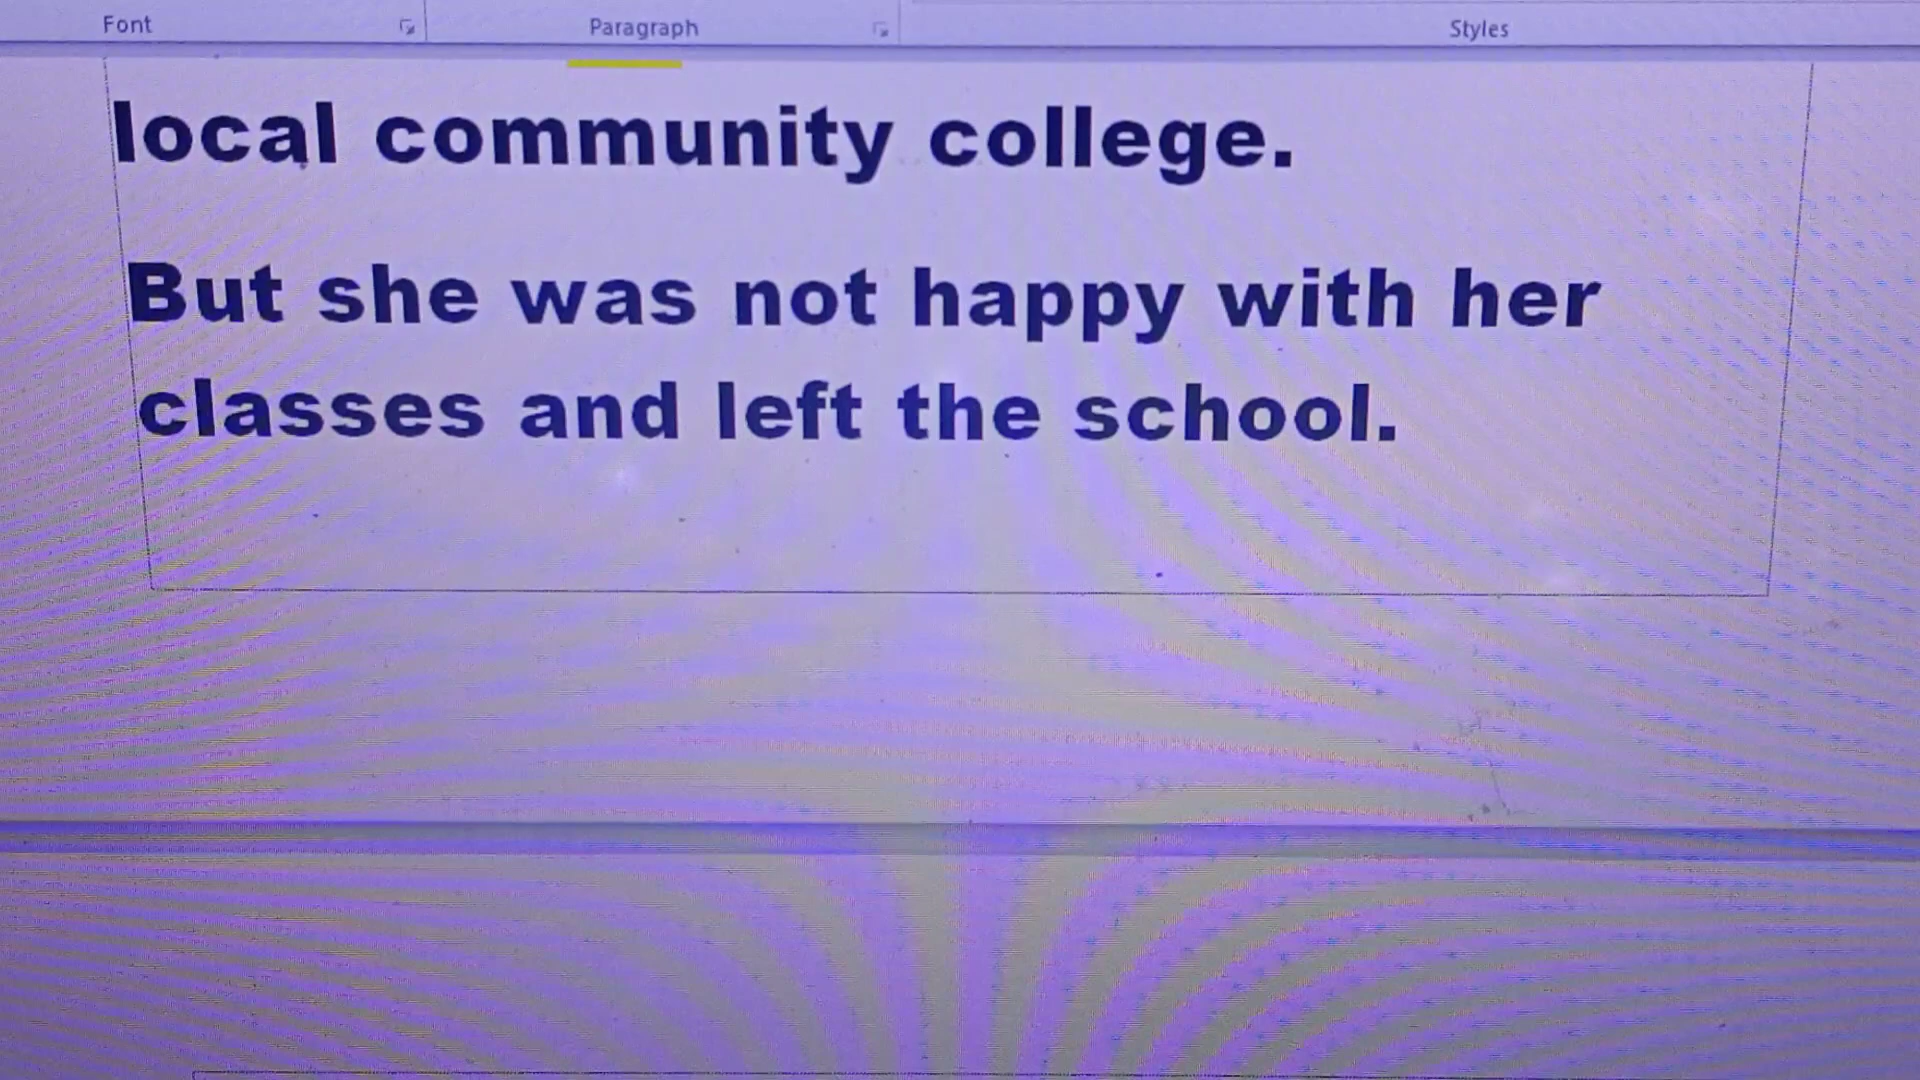 Font Paragraph Styles
local community college.
But she was not happy with her
classes and left the school.